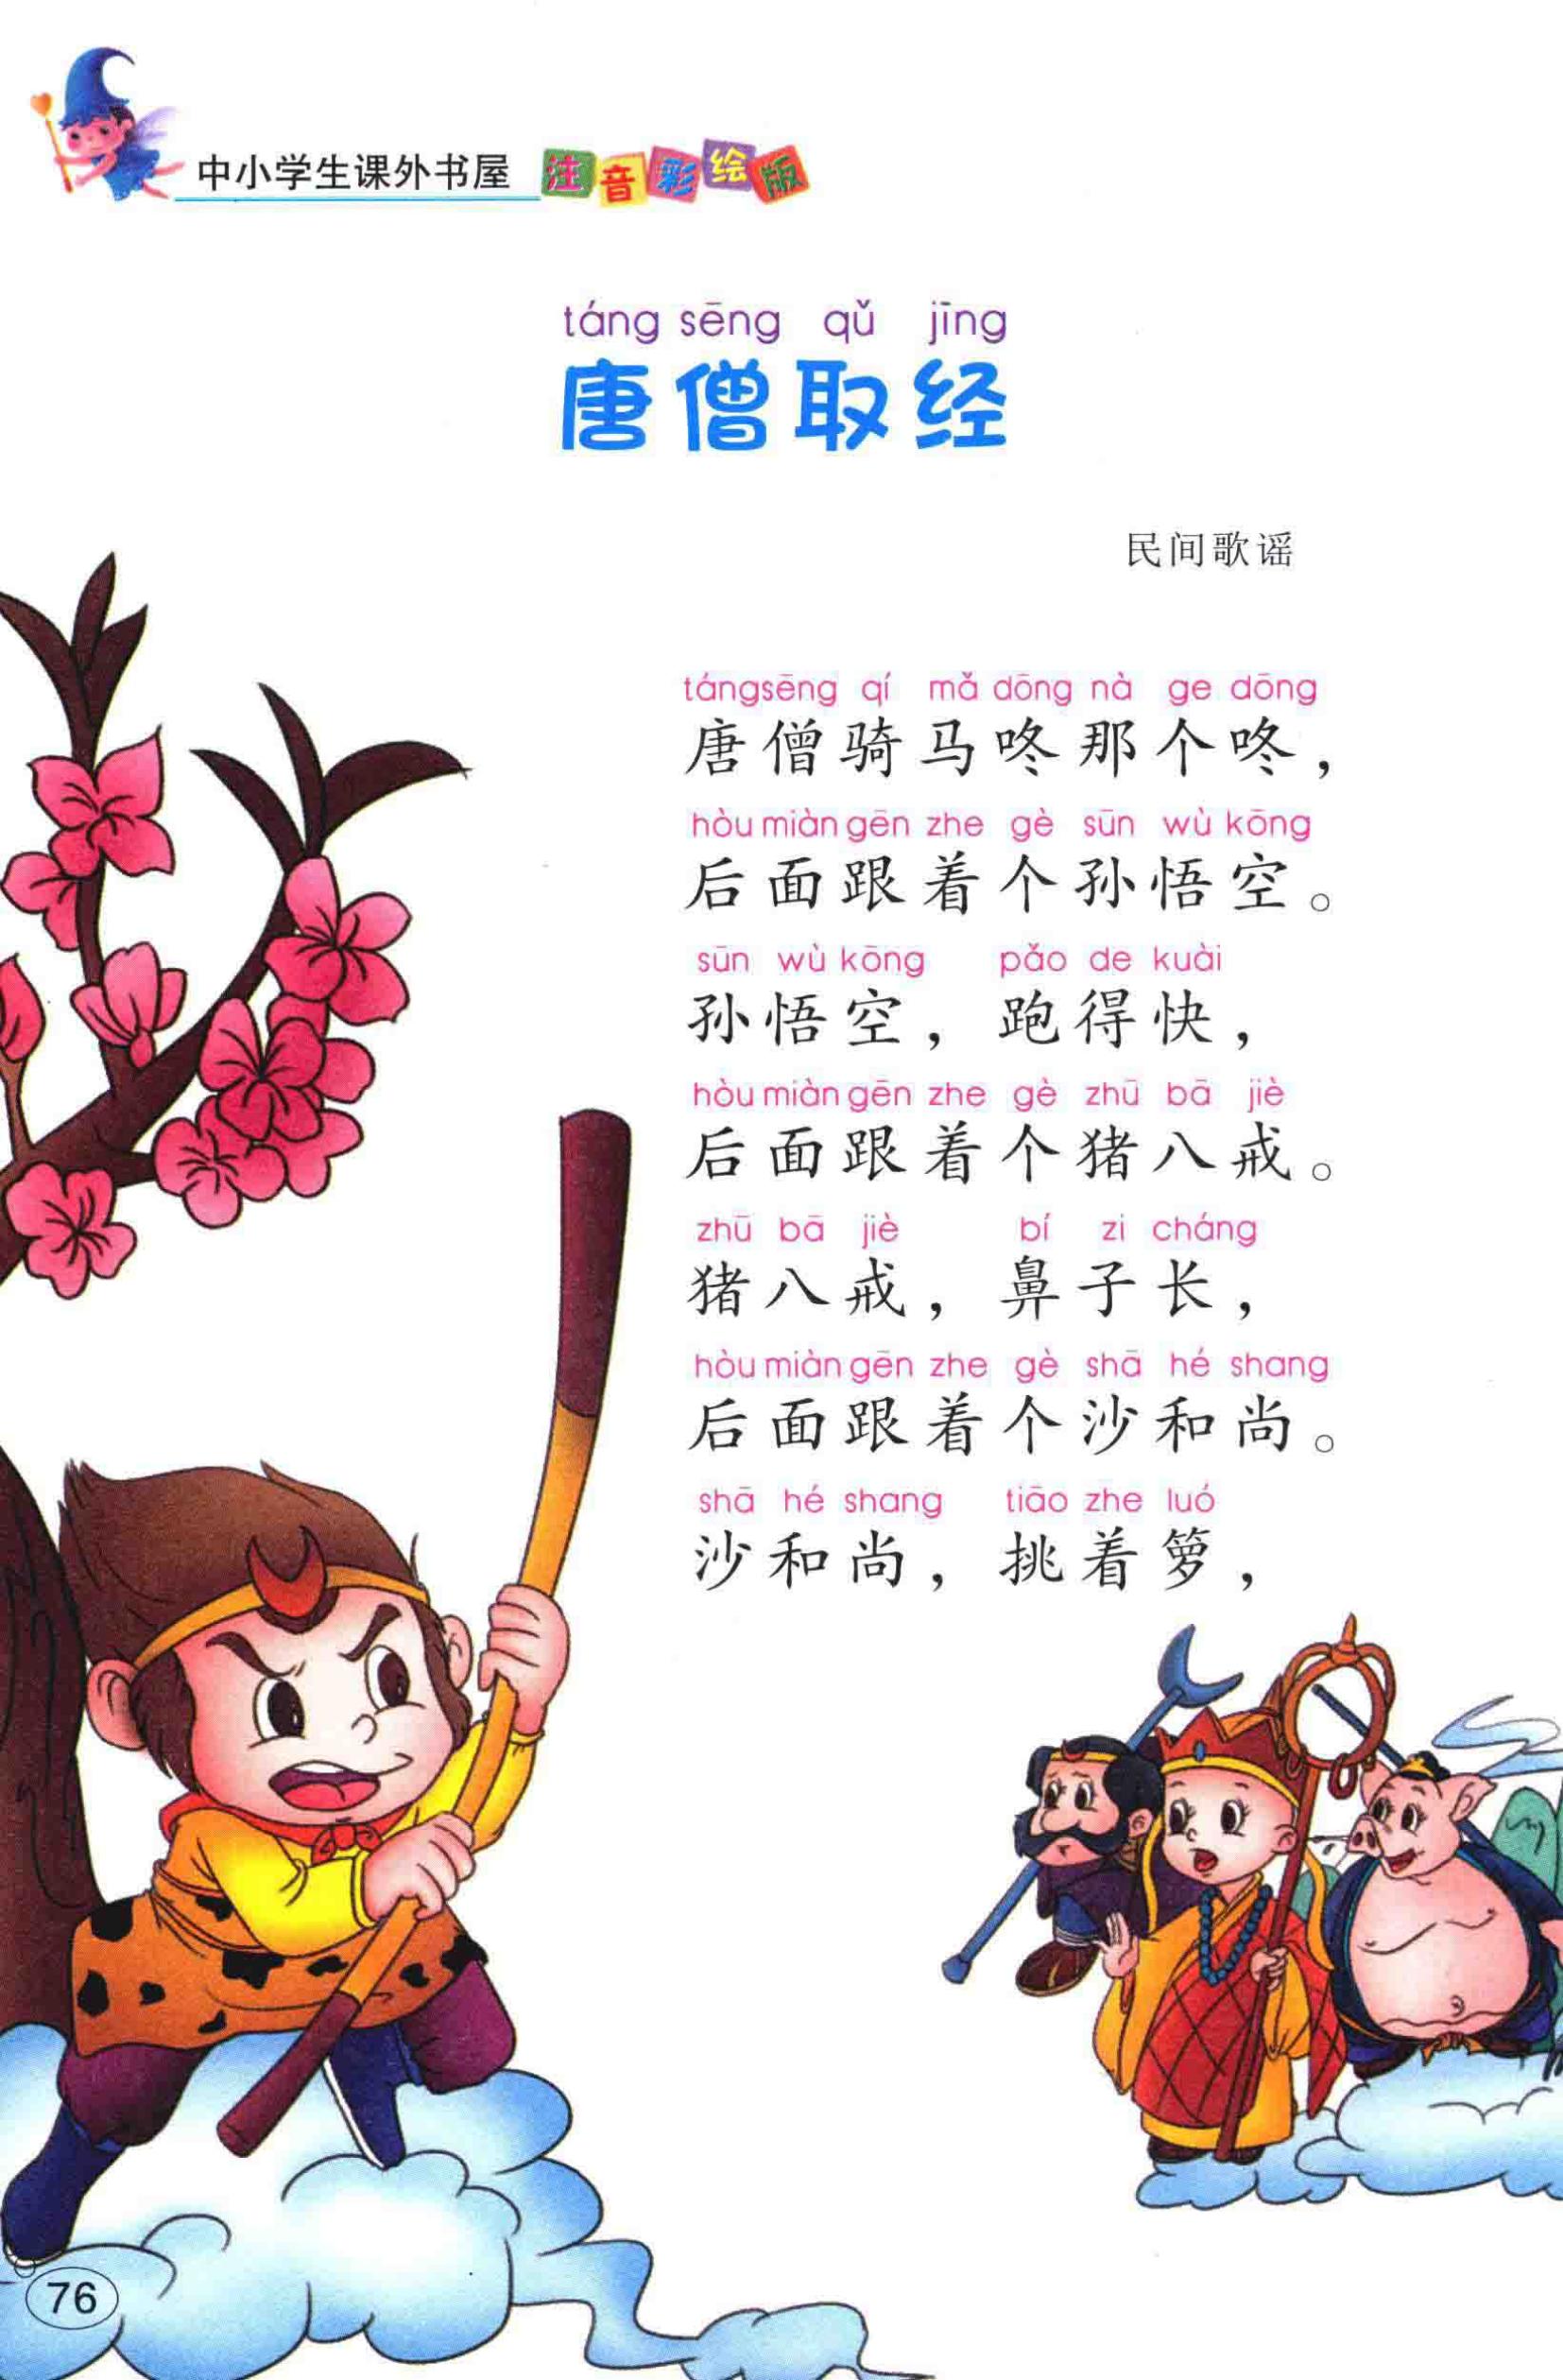 中小学生课外书屋 注音彩绘版
táng sēng qǔ jīng
唐僧取经
民间歌谣
tángsēng qí mǎ dōng nà ge dōng
唐僧骑马咚那个咚，
hòu miàn gēn zhe gè sūn wù kōng
后面跟着个孙悟空。
sūn wù kōng pǎo de kuài
孙悟空，跑得快，
hòu miàn gēn zhe gè zhū bā jiè
后面跟着个猪八戒。
zhū bā jiè bí zi cháng
猪八戒，鼻子长，
hòu miàn gēn zhe gè shā hé shang
后面跟着个沙和尚。
shā hé shang tiāo zhe luó
沙和尚，挑着箩，
76